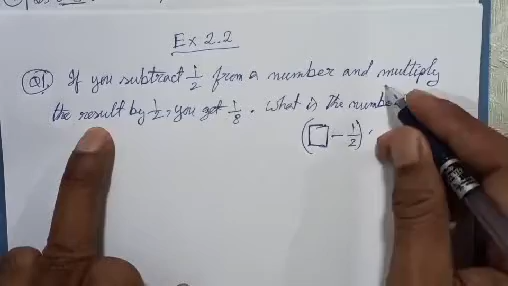 Ex 2.2
Q1) If you subtract 1/2 from a number and multiply
the result by 1/2, you get 1/8. What is the number
(□ - 1/2)